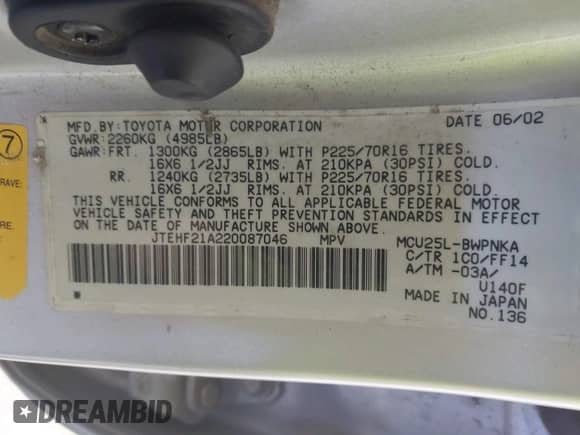 MFD.BY:TOYOTA MOTOR CORPORATION DATE 06/02
GVWR:2260KG (4985LB)
GAWR:FRT. 1300KG (2865LB) WITH P225/70R16 TIRES.
16X6 1/2JJ RIMS. AT 210KPA (30PSI) COLD.
RR. 1240KG (2735LB) WITH P225/70R16 TIRES.
16X6 1/2JJ RIMS. AT 210KPA (30PSI) COLD.
THIS VEHICLE CONFORMS TO ALL APPLICABLE FEDERAL MOTOR
VEHICLE SAFETY AND THEFT PREVENTION STANDARDS IN EFFECT
ON THE DATE OF MANUFACTURE SHOWN ABOVE.
JTEHF21A220087046 MPV MCU25L-BWPNKA
C/TR 1C0/FF14
A/TM -03A/
U140F
MADE IN JAPAN
NO.136
7
RAVE:
DREAMBID